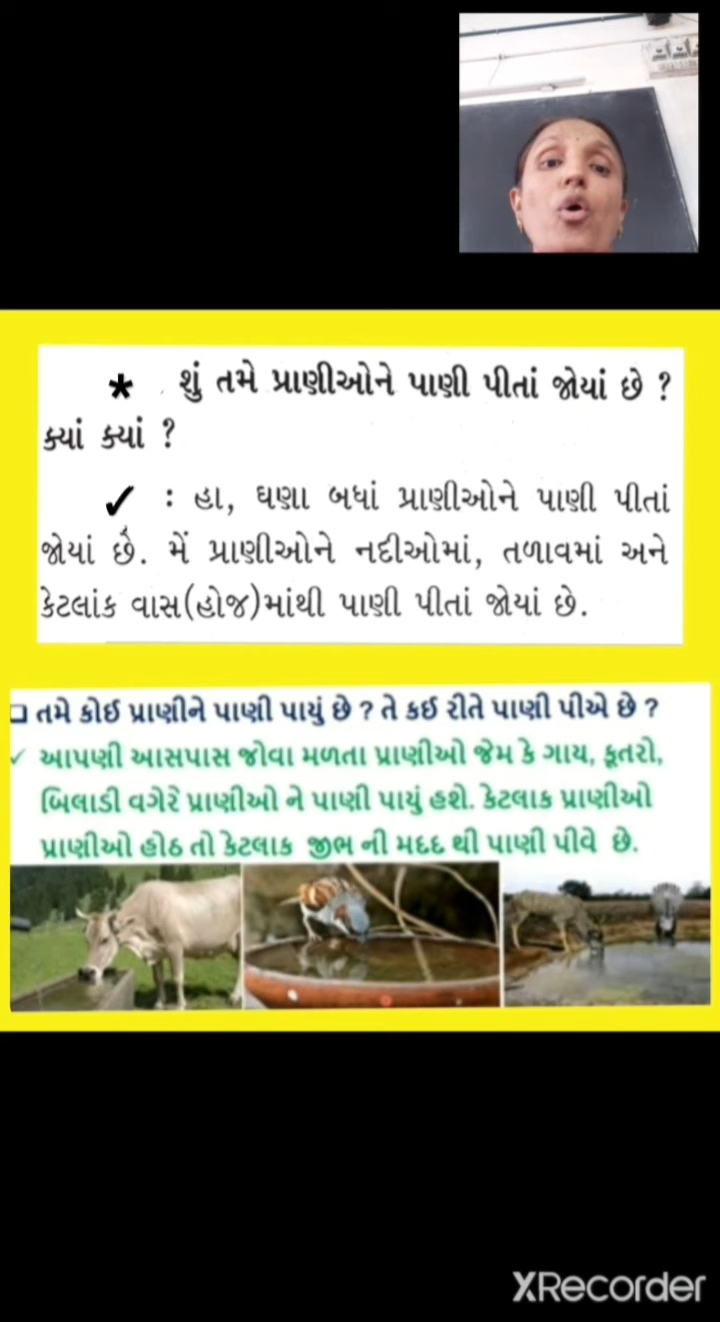 * શું તમે પ્રાણીઓને પાણી પીતાં જોયાં છે ?
ક્યાં ક્યાં ?
✓ : હા, ઘણા બધાં પ્રાણીઓને પાણી પીતાં
જોયાં છે. મેં પ્રાણીઓને નદીઓમાં, તળાવમાં અને
કેટલાંક વાસ(હોજ)માંથી પાણી પીતાં જોયાં છે.
❑ તમે કોઈ પ્રાણીને પાણી પાયું છે ? તે કઈ રીતે પાણી પીએ છે ?
✓ આપણી આસપાસ જોવા મળતા પ્રાણીઓ જેમ કે ગાય, કૂતરો,
બિલાડી વગેરે પ્રાણીઓ ને પાણી પાયું હશે. કેટલાક પ્રાણીઓ
પ્રાણીઓ હોઠ તો કેટલાક જીભ ની મદદ થી પાણી પીવે છે.
XRecorder